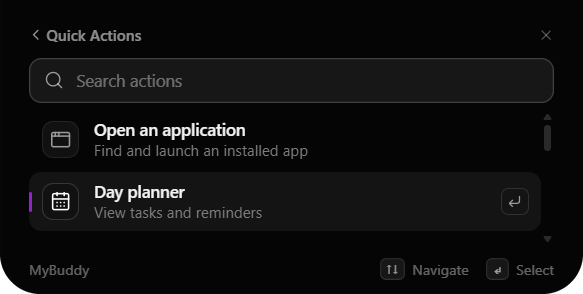 Quick Actions
Search actions
Open an application
Find and launch an installed app
Day planner
View tasks and reminders
MyBuddy Navigate Select